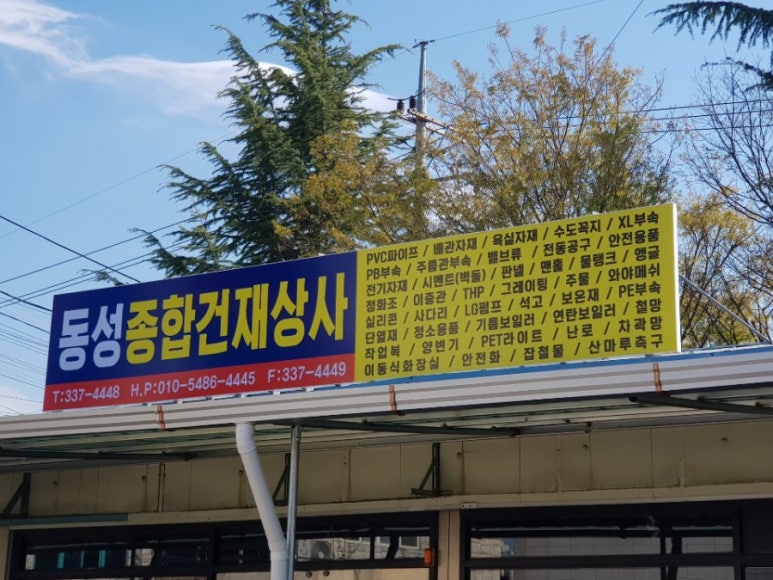 동성종합건재상사
T:337-4448 H.P:010-5486-4445 F:337-4449
PVC파이프 / 배관자재 / 욕실자재 / 수도꼭지 / XL부속
PB부속 / 주름관부속 / 밸브류 / 전동공구 / 안전용품
전기자재 / 시멘트(벽돌) / 판넬 / 맨홀 / 물탱크 / 앵글
정화조 / 이중관 / THP / 그레이팅 / 주물 / 와야메쉬
실리콘 / 사다리 / LG펌프 / 석고 / 보온재 / PE부속
단열재 / 청소용품 / 기름보일러 / 연탄보일러 / 철망
작업복 / 양변기 / PET라이트 / 난로 / 차광망
이동식화장실 / 안전화 / 잡철물 / 산마루측구